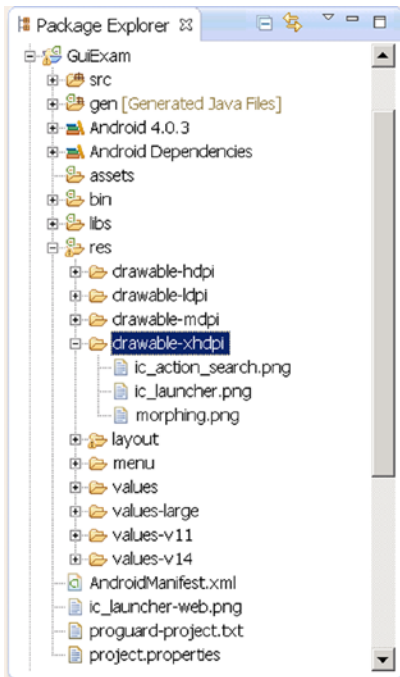 Package Explorer
GuiExam
src
gen [Generated Java Files]
Android 4.0.3
Android Dependencies
assets
bin
libs
res
drawable-hdpi
drawable-ldpi
drawable-mdpi
drawable-xhdpi
ic_action_search.png
ic_launcher.png
morphing.png
layout
menu
values
values-large
values-v11
values-v14
AndroidManifest.xml
ic_launcher-web.png
proguard-project.txt
project.properties